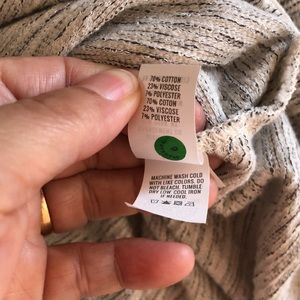 70% COTTON
23% VISCOSE
7% POLYESTER
70% COTON
23% VISCOSE
7% POLYESTER
MACHINE WASH COLD
WITH LIKE COLORS. DO
NOT BLEACH. TUMBLE
DRY LOW. COOL IRON
IF NEEDED.